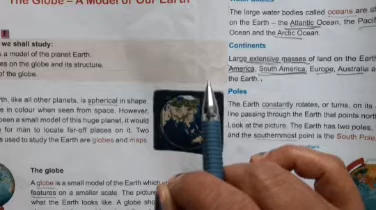 The Globe – A Model of Our Earth
we shall study:
s a model of the planet Earth.
es on the globe and its structure.
of the globe.
rth, like all other planets, is spherical in shape
e in colour when seen from space. However,
been a small model of this huge planet, it would
for man to locate far-off places on it. Two
s used to study the Earth are globes and maps.
The globe
A globe is a small model of the Earth which
features on a smaller scale. The picture
what the Earth looks like. A globe
The large water bodies called oceans are
on the Earth – the Atlantic Ocean, the
Ocean and the Arctic Ocean.
Continents
Large extensive masses of land on the Earth
America, South America, Europe, Australia
the Earth.
Poles
The Earth constantly rotates, or turns, on its
line passing through the Earth that points
Look at the picture. The Earth has two poles,
and the southernmost point is the South